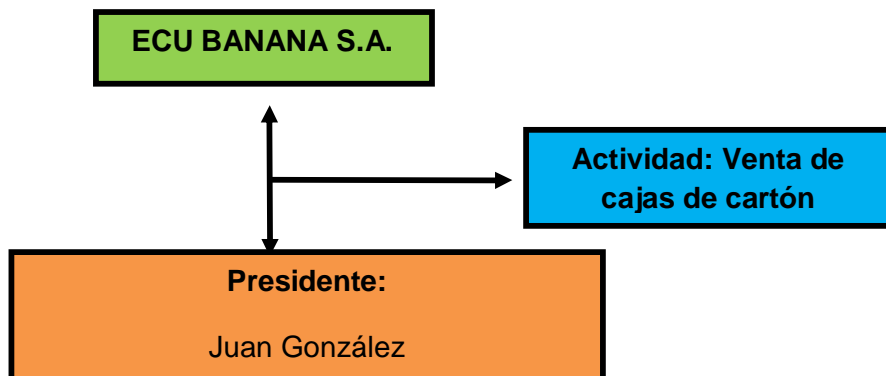 ECU BANANA S.A.
Actividad: Venta de
cajas de cartón
Presidente:
Juan González